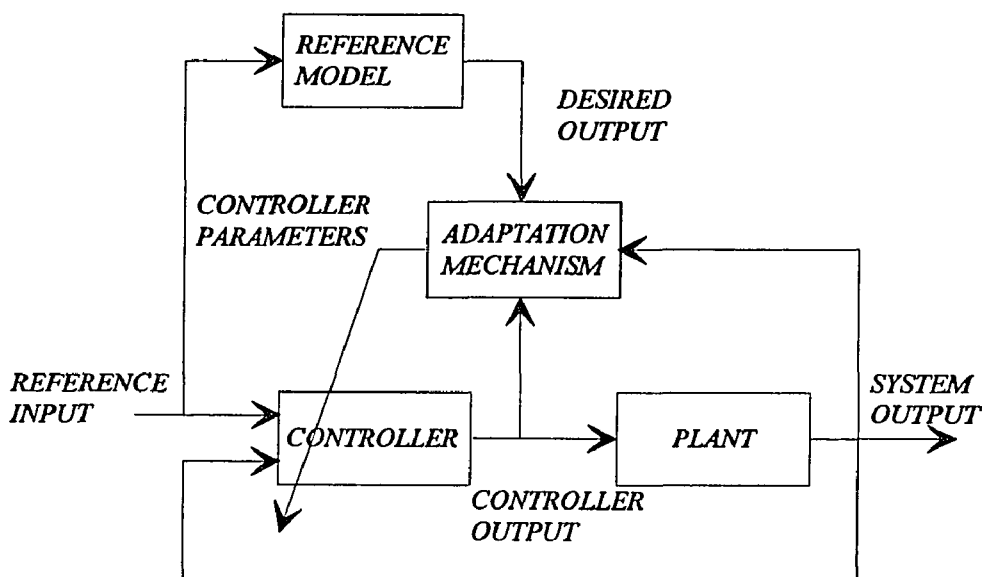 REFERENCE
MODEL
DESIRED
OUTPUT
CONTROLLER
PARAMETERS
ADAPTATION
MECHANISM
REFERENCE
INPUT
CONTROLLER
PLANT
SYSTEM
OUTPUT
CONTROLLER
OUTPUT